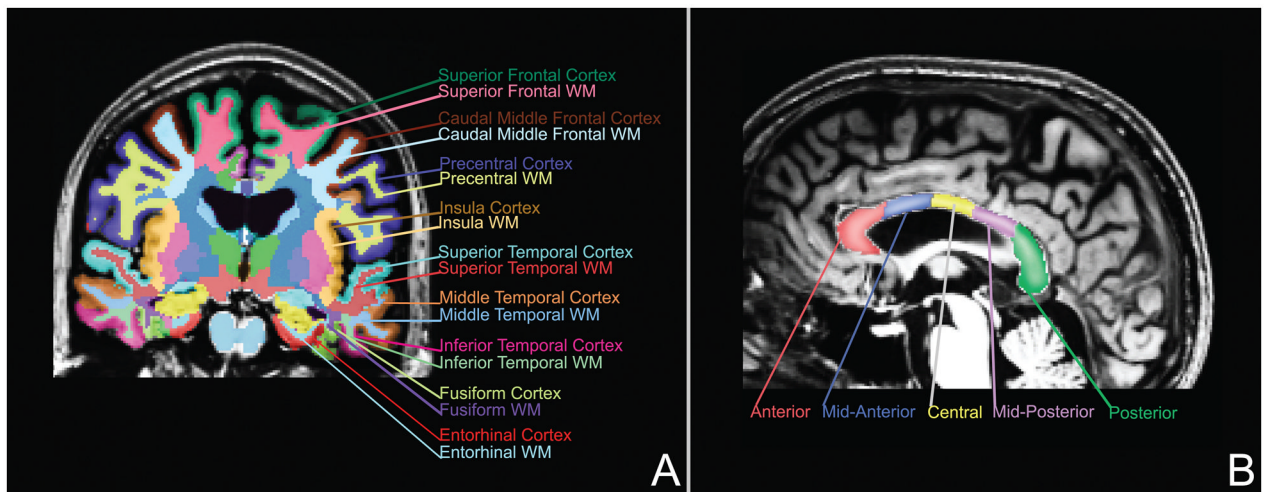 Superior Frontal Cortex
Superior Frontal WM
Caudal Middle Frontal Cortex
Caudal Middle Frontal WM
Precentral Cortex
Precentral WM
Insula Cortex
Insula WM
Superior Temporal Cortex
Superior Temporal WM
Middle Temporal Cortex
Middle Temporal WM
Inferior Temporal Cortex
Inferior Temporal WM
Fusiform Cortex
Fusiform WM
Entorhinal Cortex
Entorhinal WM
A
Anterior Mid-Anterior Central Mid-Posterior Posterior
B